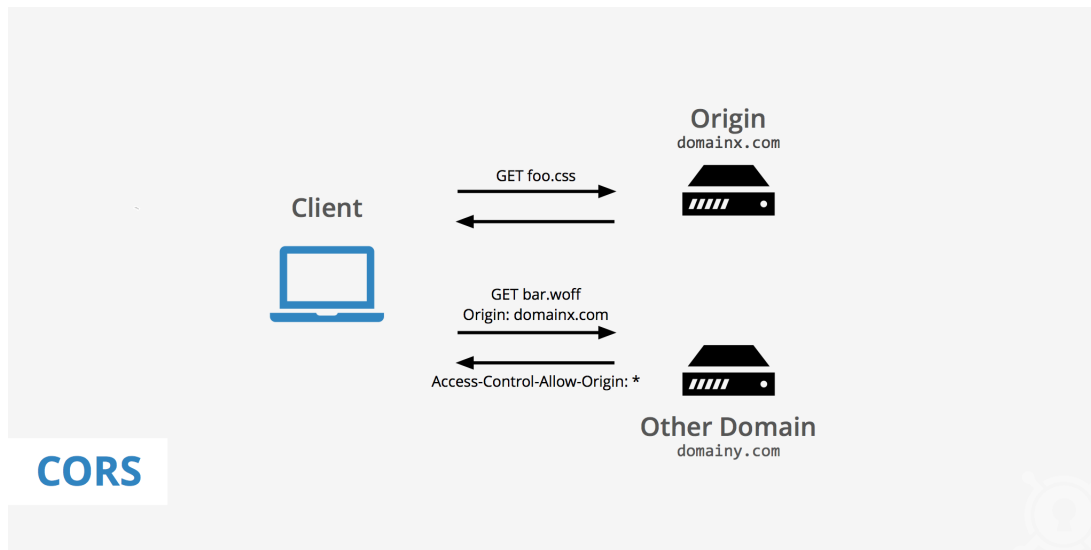 Origin
domainx.com
GET foo.css
Client
GET bar.woff
Origin: domainx.com
Access-Control-Allow-Origin: *
Other Domain
domainy.com
CORS